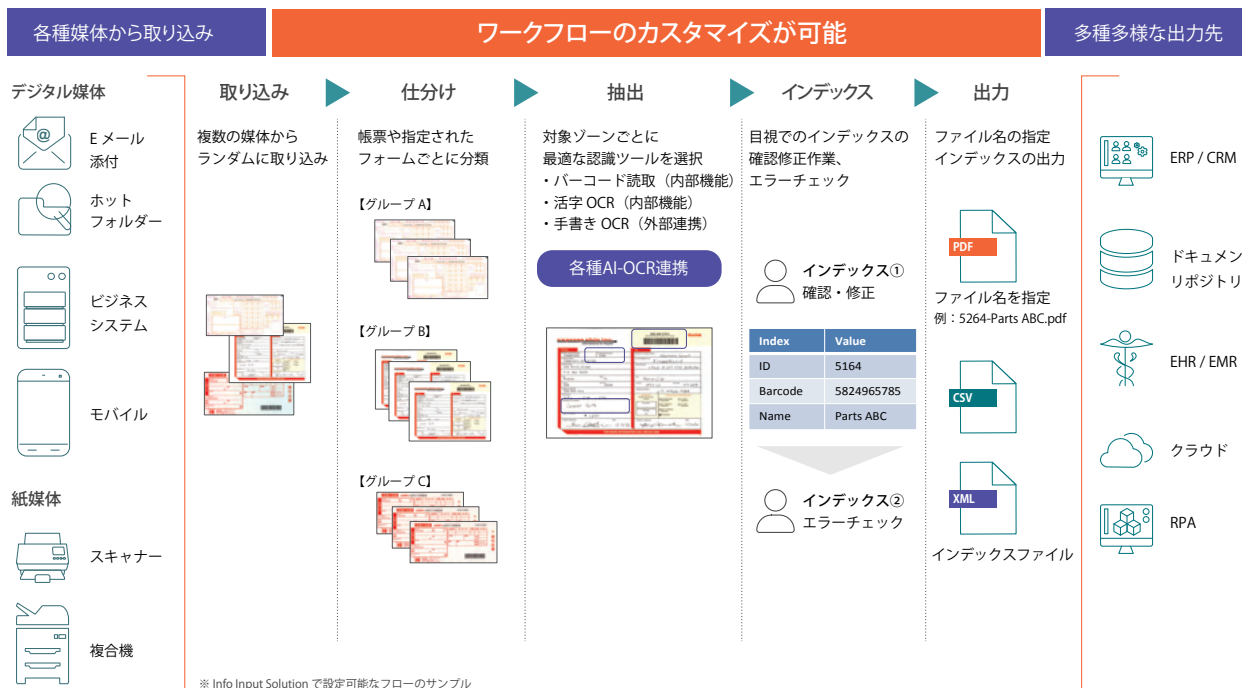 各種媒体から取り込み
ワークフローのカスタマイズが可能
多種多様な出力先
デジタル媒体
E メール
添付
ホット
フォルダー
ビジネス
システム
モバイル
紙媒体
スキャナー
複合機
取り込み
複数の媒体から
ランダムに取り込み
仕分け
帳票や指定された
フォームごとに分類
【グループ A】
【グループ B】
【グループ C】
抽出
対象ゾーンごとに
最適な認識ツールを選択
・バーコード読取（内部機能）
・活字 OCR（内部機能）
・手書き OCR（外部連携）
各種AI-OCR連携
インデックス
目視でのインデックスの
確認修正作業、
エラーチェック
インデックス①
確認・修正
Index Value
ID 5164
Barcode 5824965785
Name Parts ABC
インデックス②
エラーチェック
出力
ファイル名の指定
インデックスの出力
PDF
ファイル名を指定
例：5264-Parts ABC.pdf
CSV
XML
インデックスファイル
ERP / CRM
ドキュメン
リポジトリ
EHR / EMR
クラウド
RPA
※ Info Input Solution で設定可能なフローのサンプル